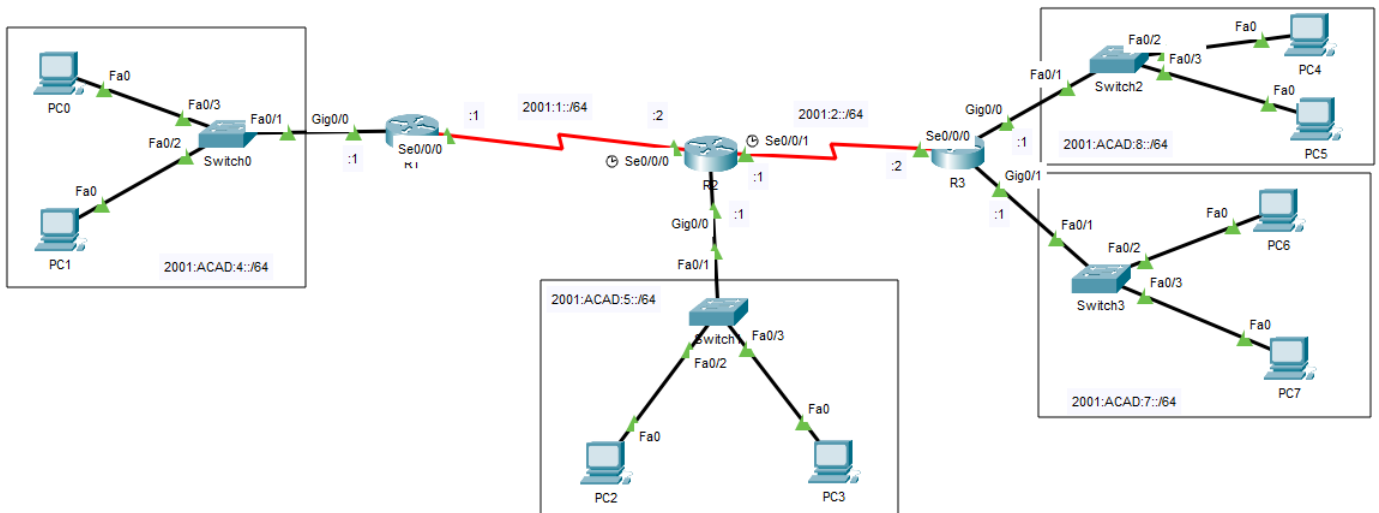 Fa0
PC0
Fa0/3
Fa0/2
Fa0/1
Gig0/0
Switch0
:1
Fa0
PC1
2001:ACAD:4::/64
:1
Se0/0/0
R1
2001:1::/64
:2
Se0/0/0
Se0/0/1
R2
:1
2001:2::/64
:1
Gig0/0
Fa0/1
2001:ACAD:5::/64
Switch1
Fa0/3
Fa0/2
Fa0
PC2
Fa0
PC3
:2
Se0/0/0
R3
Gig0/0
:1
Gig0/1
:1
Fa0/1
Fa0/2
Fa0/3
Switch2
Fa0
PC4
Fa0
PC5
2001:ACAD:8::/64
Fa0/1
Fa0/2
Fa0/3
Switch3
Fa0
PC6
Fa0
PC7
2001:ACAD:7::/64